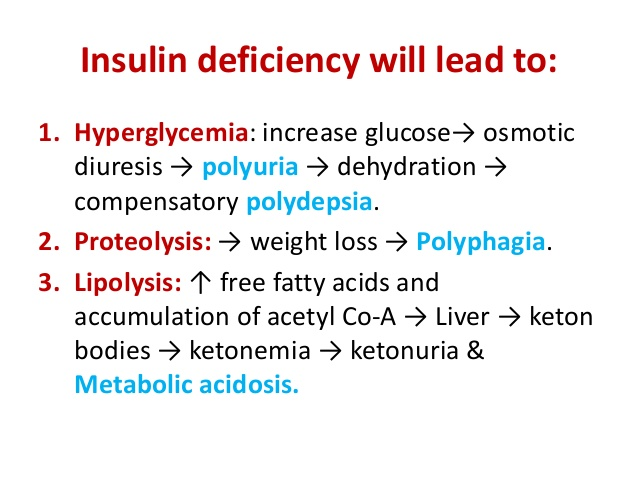 Insulin deficiency will lead to:
1. Hyperglycemia: increase glucose→ osmotic
diuresis → polyuria → dehydration →
compensatory polydepsia.
2. Proteolysis: → weight loss → Polyphagia.
3. Lipolysis: ↑ free fatty acids and
accumulation of acetyl Co-A → Liver → keton
bodies → ketonemia → ketonuria &
Metabolic acidosis.